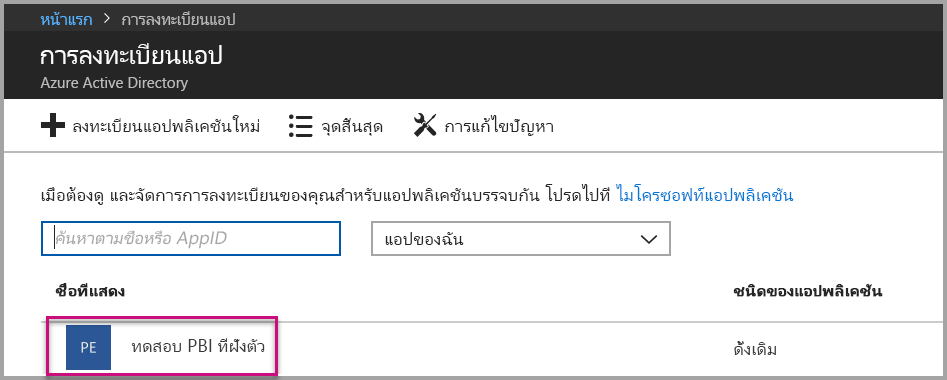 หน้าแรก > การลงทะเบียนแอป
การลงทะเบียนแอป
Azure Active Directory
ลงทะเบียนแอปพลิเคชันใหม่ จุดสิ้นสุด การแก้ไขปัญหา
เมื่อต้องดู และจัดการการลงทะเบียนของคุณสำหรับแอปพลิเคชันบรรจบกัน โปรดไปที่ ไมโครซอฟท์แอปพลิเคชัน
ค้นหาตามชื่อหรือ AppID แอปของฉัน
ชื่อที่แสดง ชนิดของแอปพลิเคชัน
PE ทดสอบ PBI ที่ฝังตัว ดั้งเดิม